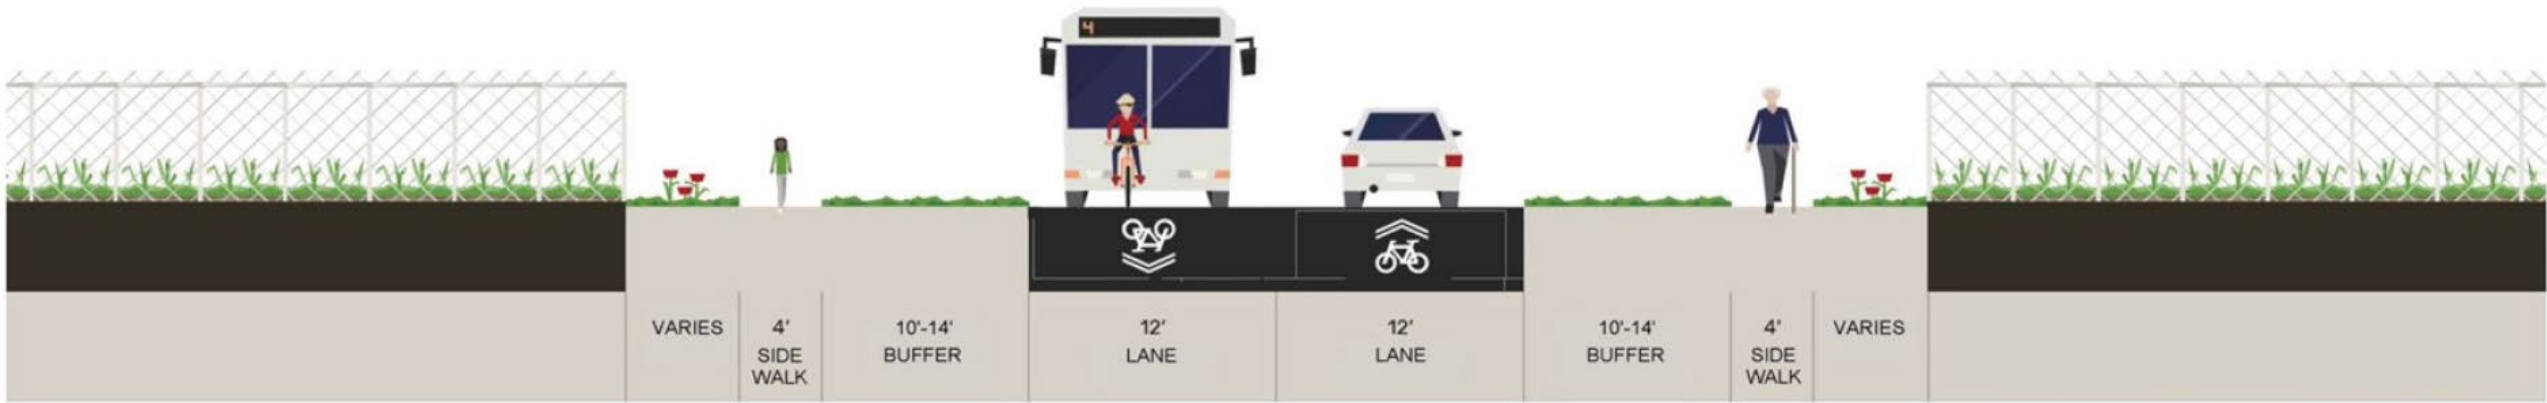 4
VARIES
4'
SIDE
WALK
10'-14'
BUFFER
12'
LANE
12'
LANE
10'-14'
BUFFER
4'
SIDE
WALK
VARIES